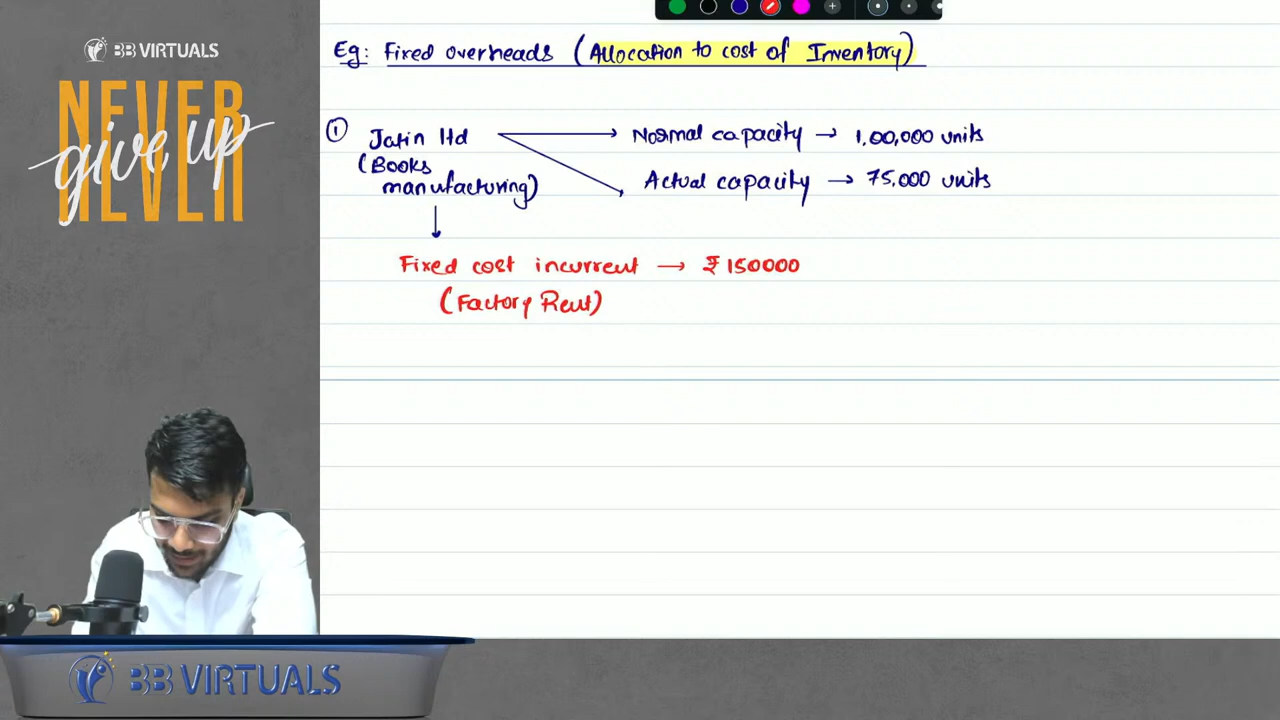 BB VIRTUALS
NEVER
give up
NEVER
Eg: Fixed overheads (Allocation to cost of Inventory)
① Jatin ltd → Normal capacity → 1,00,000 units
(Books manufacturing) Actual capacity → 75,000 units
Fixed cost incurrent → ₹150000
(Factory Rent)
BB VIRTUALS